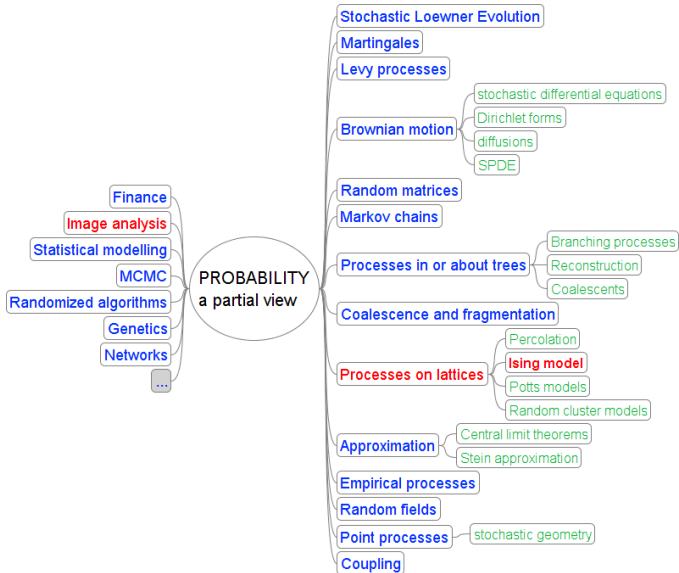 PROBABILITY
a partial view
Finance
Image analysis
Statistical modelling
MCMC
Randomized algorithms
Genetics
Networks
...
Stochastic Loewner Evolution
Martingales
Levy processes
Brownian motion
stochastic differential equations
Dirichlet forms
diffusions
SPDE
Random matrices
Markov chains
Processes in or about trees
Branching processes
Reconstruction
Coalescents
Coalescence and fragmentation
Processes on lattices
Percolation
Ising model
Potts models
Random cluster models
Approximation
Central limit theorems
Stein approximation
Empirical processes
Random fields
Point processes
stochastic geometry
Coupling